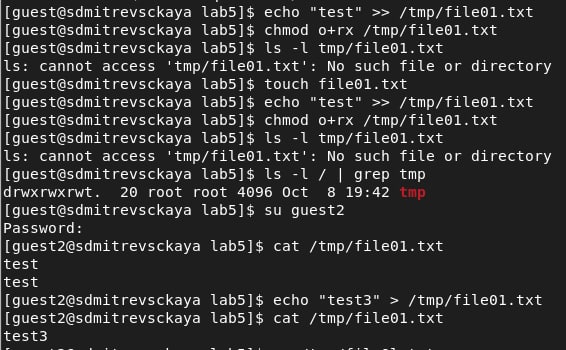 [guest@sdmitrevsckaya lab5]$ echo "test" >> /tmp/file01.txt
[guest@sdmitrevsckaya lab5]$ chmod o+rx /tmp/file01.txt
[guest@sdmitrevsckaya lab5]$ ls -l tmp/file01.txt
ls: cannot access 'tmp/file01.txt': No such file or directory
[guest@sdmitrevsckaya lab5]$ touch file01.txt
[guest@sdmitrevsckaya lab5]$ echo "test" >> /tmp/file01.txt
[guest@sdmitrevsckaya lab5]$ chmod o+rx /tmp/file01.txt
[guest@sdmitrevsckaya lab5]$ ls -l tmp/file01.txt
ls: cannot access 'tmp/file01.txt': No such file or directory
[guest@sdmitrevsckaya lab5]$ ls -l / | grep tmp
drwxrwxrwt.  20 root root 4096 Oct  8 19:42 tmp
[guest@sdmitrevsckaya lab5]$ su guest2
Password:
[guest2@sdmitrevsckaya lab5]$ cat /tmp/file01.txt
test
test
[guest2@sdmitrevsckaya lab5]$ echo "test3" > /tmp/file01.txt
[guest2@sdmitrevsckaya lab5]$ cat /tmp/file01.txt
test3